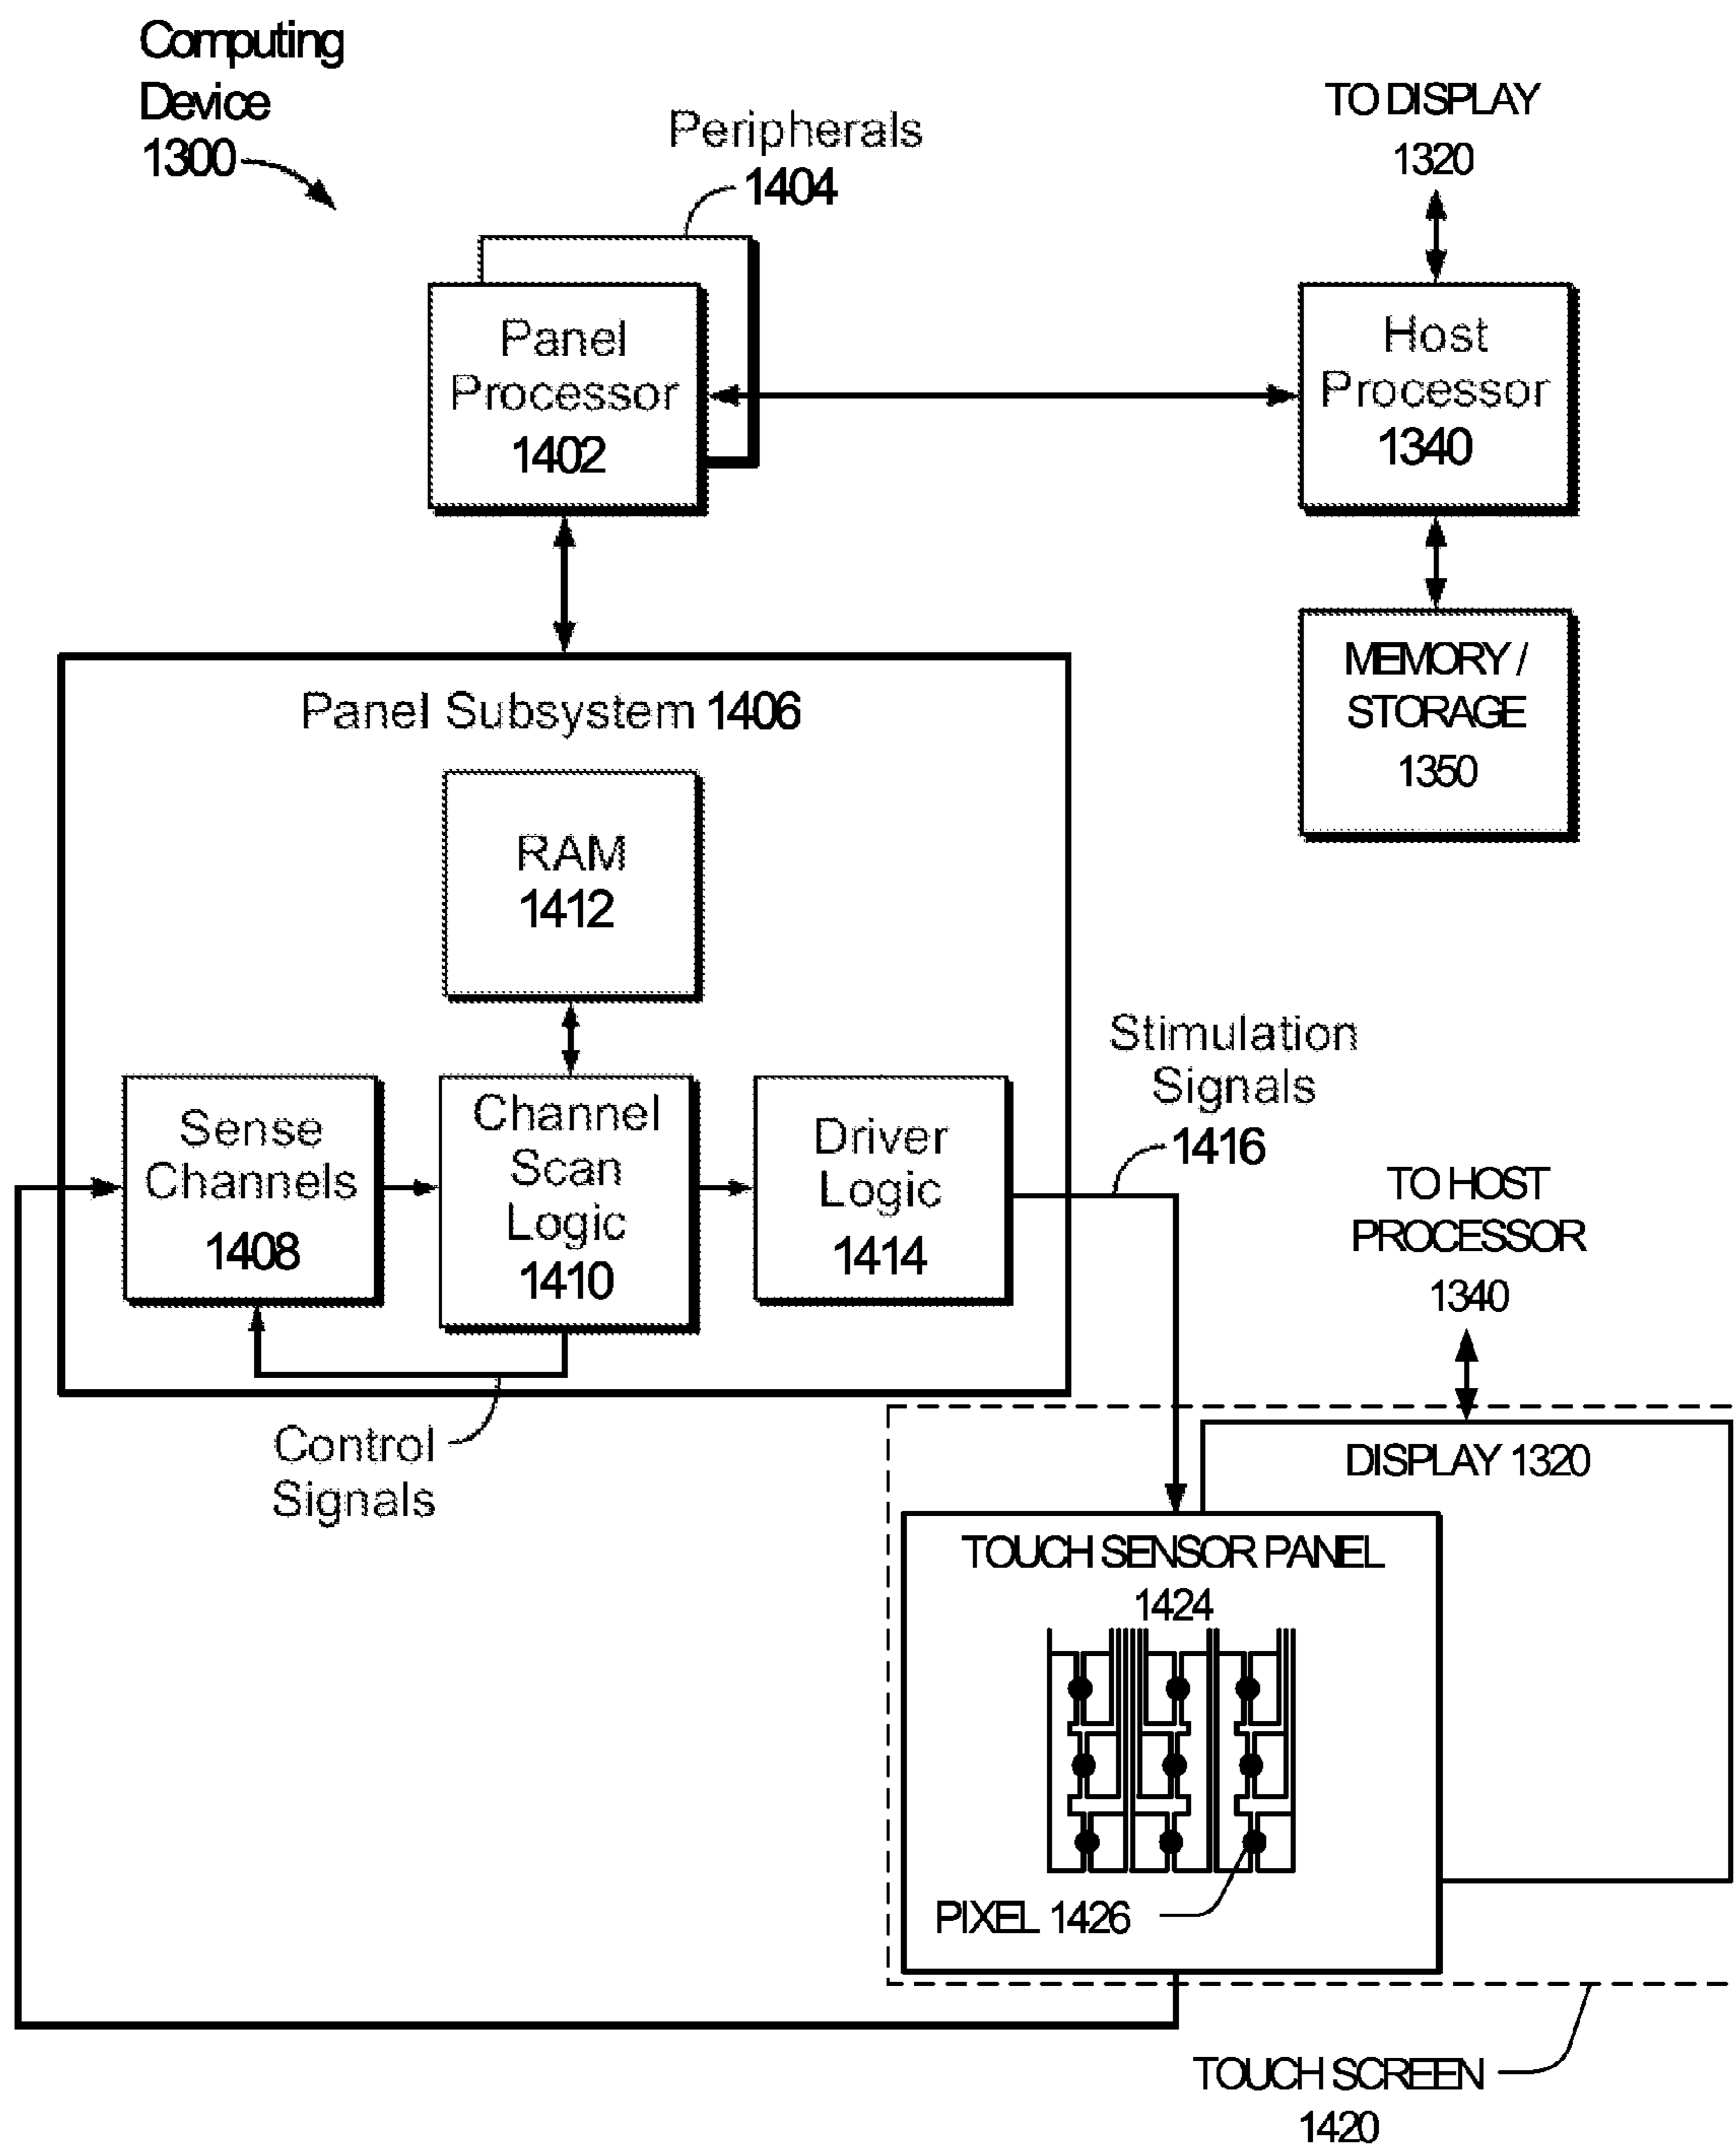 Computing
Device
1300
Peripherals
1404
TO DISPLAY
1320
Panel
Processor
1402
Host
Processor
1340
MEMORY /
STORAGE
1350
Panel Subsystem 1406
RAM
1412
Sense
Channels
1408
Channel
Scan
Logic
1410
Driver
Logic
1414
Stimulation
Signals
1416
Control
Signals
TO HOST
PROCESSOR
1340
DISPLAY 1320
TOUCH SENSOR PANEL
1424
PIXEL 1426
TOUCH SCREEN
1420